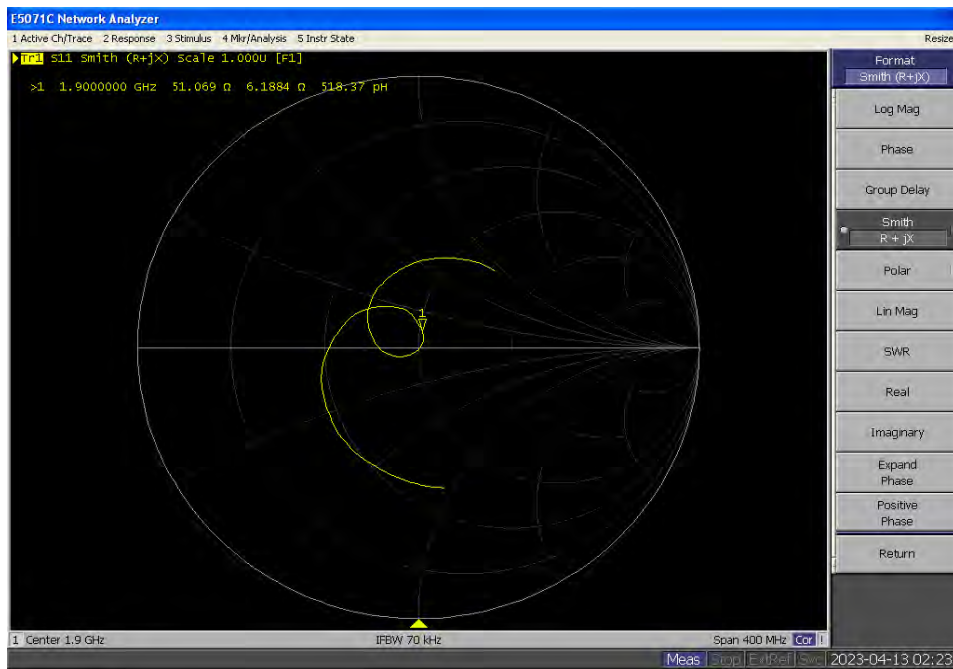 E5071C Network Analyzer
1 Active Ch/Trace 2 Response 3 Stimulus 4 Mkr/Analysis 5 Instr State
Resize
Tr1 S11 Smith (R+jX) Scale 1.000U [F1]
>1 1.9000000 GHz 51.069 Ω 6.1884 Ω 518.37 pH
1
Format
Smith (R+jX)
Log Mag
Phase
Group Delay
Smith
R + jX
Polar
Lin Mag
SWR
Real
Imaginary
Expand
Phase
Positive
Phase
Return
1 Center 1.9 GHz
IFBW 70 kHz
Span 400 MHz Cor !
Meas Stop ExtRef Svc 2023-04-13 02:23